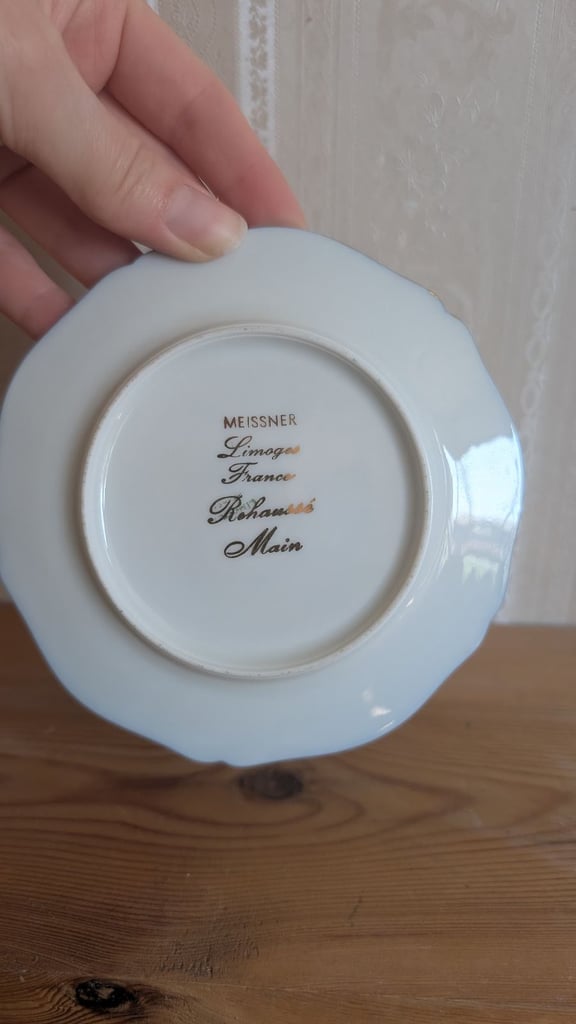 MEISSNER
Limoges
France
Rehaussé
Main